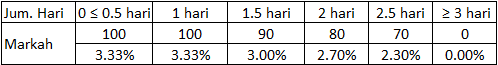 Jum. Hari 0 ≤ 0.5 hari 1 hari 1.5 hari 2 hari 2.5 hari ≥ 3 hari
Markah 100 100 90 80 70 0
3.33% 3.33% 3.00% 2.70% 2.30% 0.00%